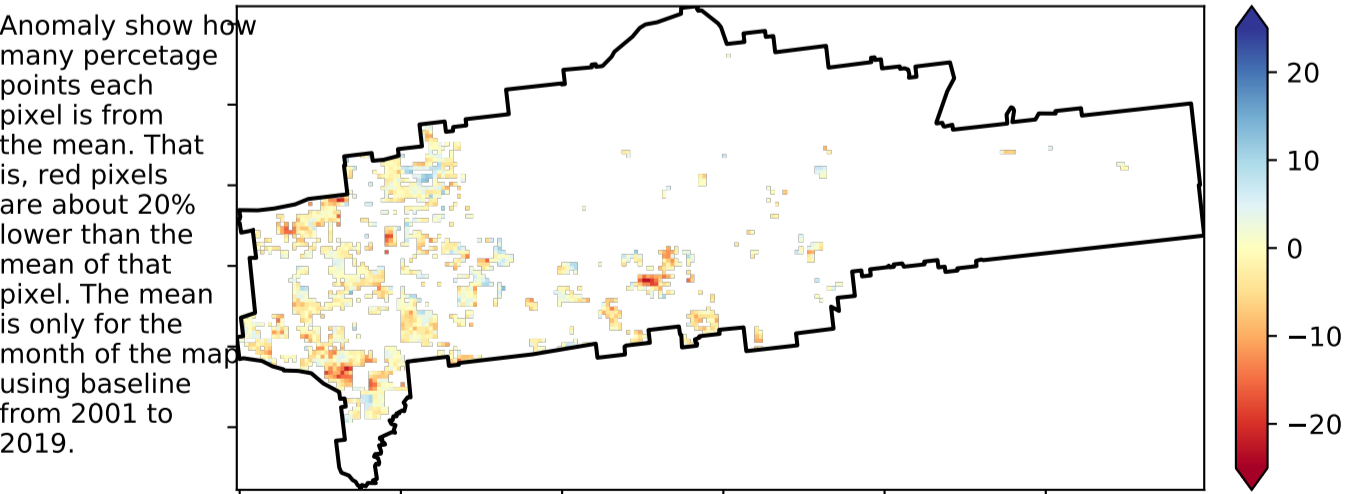 Anomaly show how
many percetage
points each
pixel is from
the mean. That
is, red pixels
are about 20%
lower than the
mean of that
pixel. The mean
is only for the
month of the map
using baseline
from 2001 to
2019.
20
10
0
−10
−20